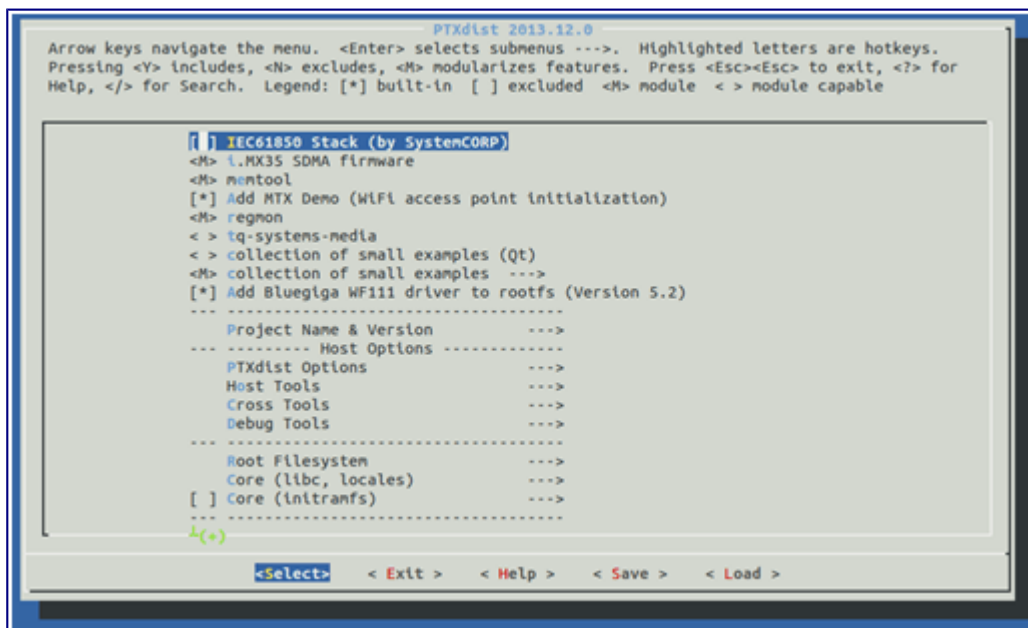 PTXdist 2013.12.0
Arrow keys navigate the menu. <Enter> selects submenus --->. Highlighted letters are hotkeys.
Pressing <Y> includes, <N> excludes, <M> modularizes features. Press <Esc><Esc> to exit, <?> for
Help, </> for Search. Legend: [*] built-in [ ] excluded <M> module < > module capable
[ ] IEC61850 Stack (by SystemCORP)
<M> i.MX35 SDMA firmware
<M> memtool
[*] Add MTX Demo (WiFi access point initialization)
<M> regmon
< > tq-systems-media
< > collection of small examples (Qt)
<M> collection of small examples --->
[*] Add Bluegiga WF111 driver to rootfs (Version 5.2)
--- -----------------------------------
Project Name & Version --->
--- --------- Host Options -------------
PTXdist Options --->
Host Tools --->
Cross Tools --->
Debug Tools --->
--- -----------------------------------
Root Filesystem --->
Core (libc, locales) --->
[ ] Core (initramfs) --->
--- -----------------------------------
┴(+)
<Select> < Exit > < Help > < Save > < Load >